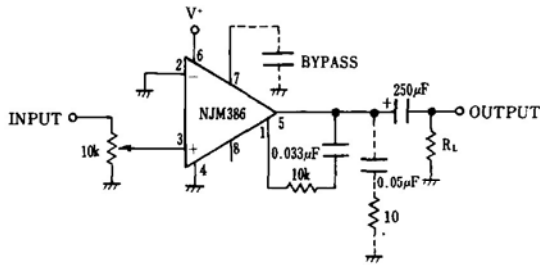 V⁺
6
2
−
7
BYPASS
NJM386
250μF
+
5
OUTPUT
1
INPUT
3
+
8
4
10k
0.033μF
10k
0.05μF
10
RL